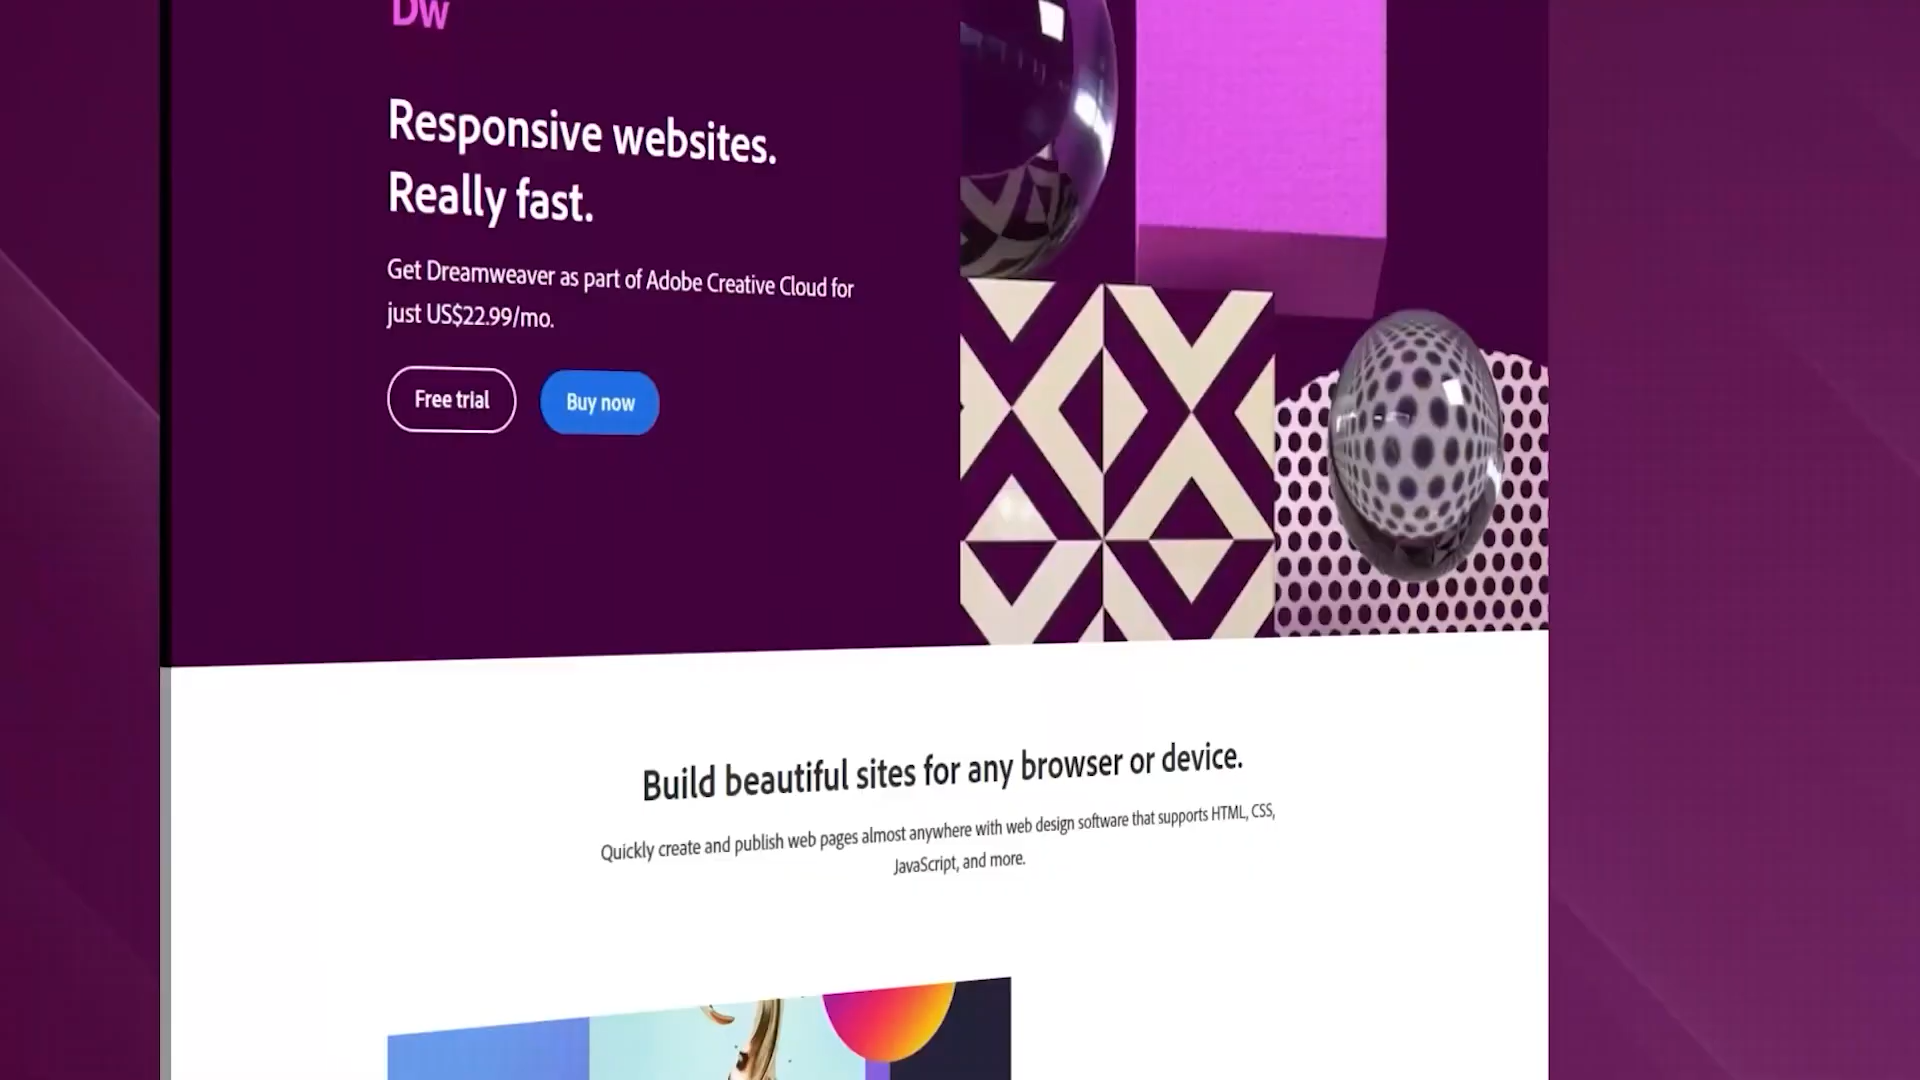 Dw
Responsive websites.
Really fast.
Get Dreamweaver as part of Adobe Creative Cloud for
just US$22.99/mo.
Free trial
Buy now
Build beautiful sites for any browser or device.
Quickly create and publish web pages almost anywhere with web design software that supports HTML, CSS,
JavaScript, and more.